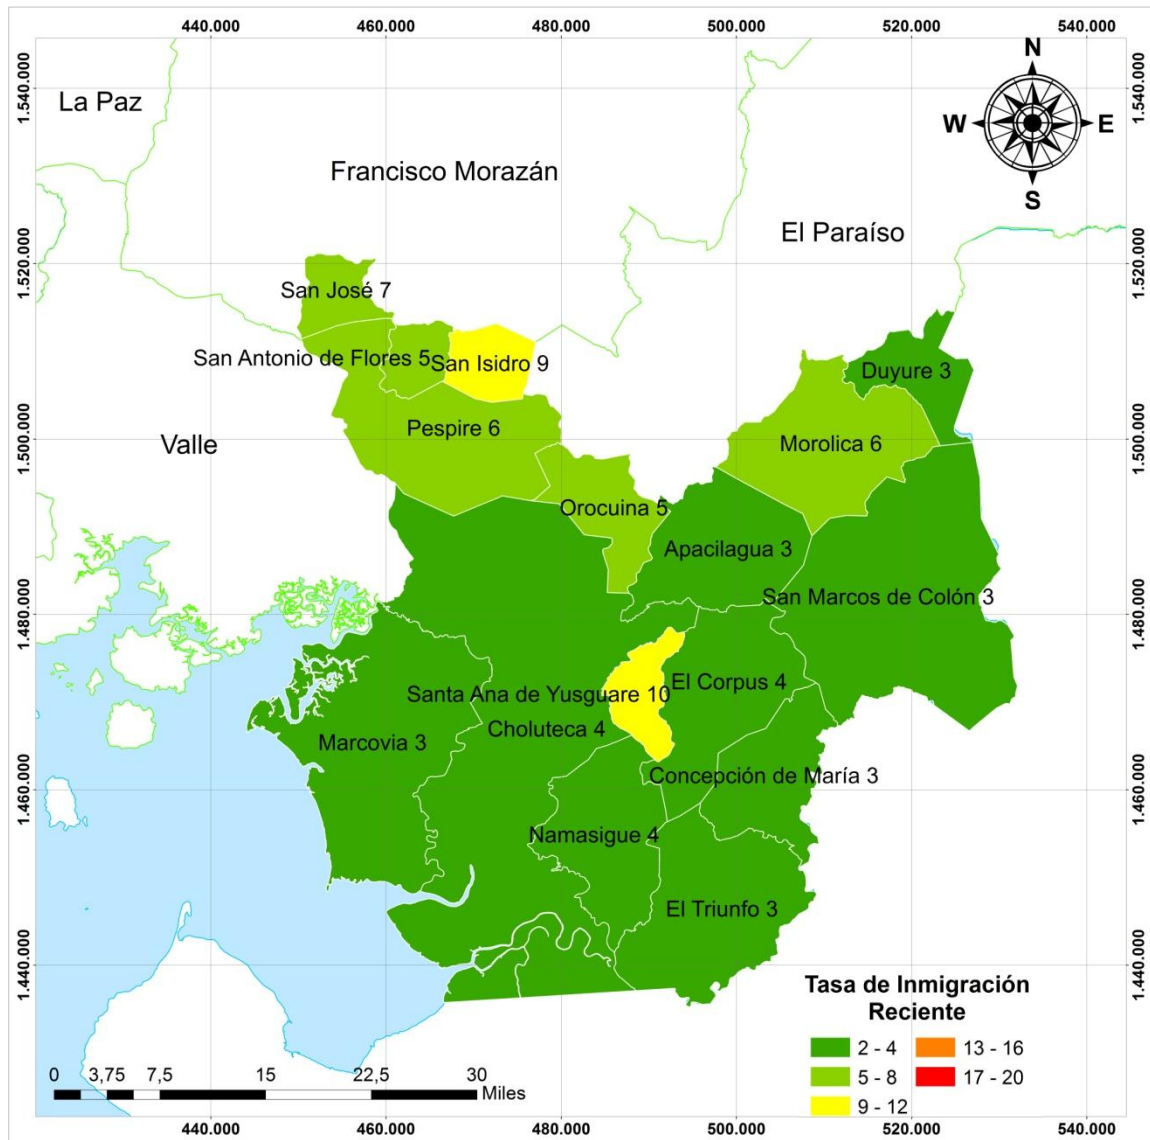 440.000 460.000 480.000 500.000 520.000 540.000
1.540.000 1.540.000
N
La Paz
W E
Francisco Morazán
S
El Paraíso
1.520.000 1.520.000
San José 7
San Antonio de Flores 5
San Isidro 9
Duyure 3
Pespire 6
Valle
Morolica 6
1.500.000 1.500.000
Orocuina 5
Apacilagua 3
San Marcos de Colón 3
1.480.000 1.480.000
El Corpus 4
Santa Ana de Yusguare 10
Choluteca 4
Marcovia 3
Concepción de María 3
1.460.000 1.460.000
Namasigue 4
El Triunfo 3
1.440.000 1.440.000
Tasa de Inmigración
Reciente
2 - 4 13 - 16
5 - 8 17 - 20
9 - 12
0 3,75 7,5 15 22,5 30
Miles
440.000 460.000 480.000 500.000 520.000 540.000